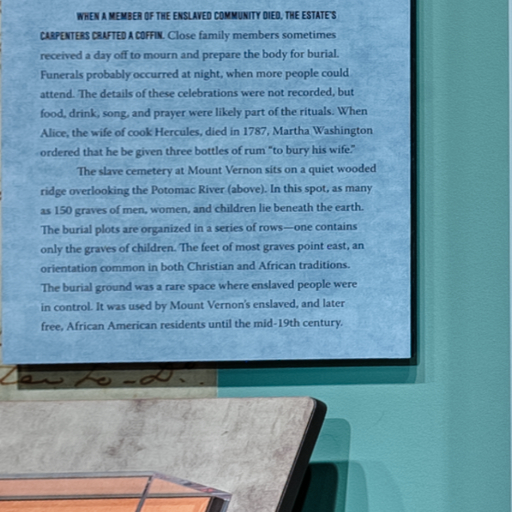 WHEN A MEMBER OF THE ENSLAVED COMMUNITY DIED, THE ESTATE'S
CARPENTERS CRAFTED A COFFIN. Close family members sometimes
received a day off to mourn and prepare the body for burial.
Funerals probably occurred at night, when more people could
attend. The details of these celebrations were not recorded, but
food, drink, song, and prayer were likely part of the rituals. When
Alice, the wife of cook Hercules, died in 1787, Martha Washington
ordered that he be given three bottles of rum "to bury his wife."
The slave cemetery at Mount Vernon sits on a quiet wooded
ridge overlooking the Potomac River (above). In this spot, as many
as 150 graves of men, women, and children lie beneath the earth.
The burial plots are organized in a series of rows—one contains
only the graves of children. The feet of most graves point east, an
orientation common in both Christian and African traditions.
The burial ground was a rare space where enslaved people were
in control. It was used by Mount Vernon's enslaved, and later
free, African American residents until the mid-19th century.